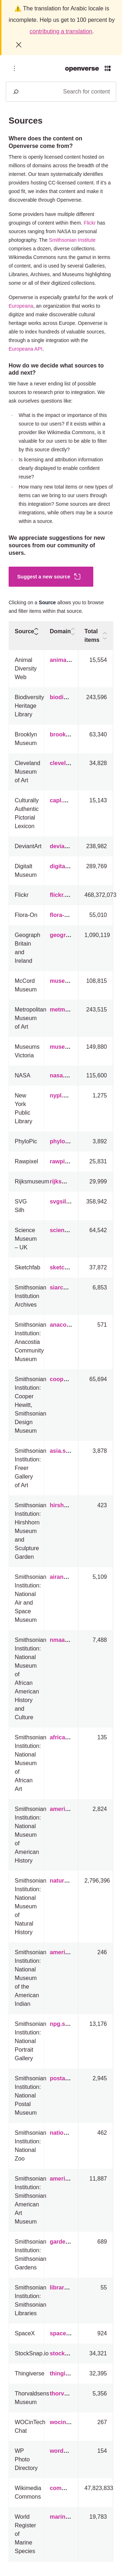 ⚠️ The translation for Arabic locale is
incomplete. Help us get to 100 percent by
contributing a translation.
openverse
Search for content
Sources
Where does the content on
Openverse come from?
There is openly licensed content hosted on
millions of domains across the breadth of the
internet. Our team systematically identifies
providers hosting CC-licensed content. If it's a
good fit, we index that content and make it
discoverable through Openverse.
Some providers have multiple different
groupings of content within them. Flickr has
sources ranging from NASA to personal
photography. The Smithsonian Institute
comprises a dozen, diverse collections.
Wikimedia Commons runs the gamut in terms
of content, and is used by several Galleries,
Libraries, Archives, and Museums highlighting
some or all of their digitized collections.
Openverse is especially grateful for the work of
Europeana, an organization that works to
digitize and make discoverable cultural
heritage works across Europe. Openverse is
able to index hundreds of valuable sources,
through a single integration with the
Europeana API.
How do we decide what sources to
add next?
We have a never ending list of possible
sources to research prior to integration. We
ask ourselves questions like:
What is the impact or importance of this
source to our users? If it exists within a
provider like Wikimedia Commons, is it
valuable for our users to be able to filter
by this source directly?
Is licensing and attribution information
clearly displayed to enable confident
reuse?
How many new total items or new types of
items can we bring to our users through
this integration? Some sources are direct
integrations, while others may be a source
within a source.
We appreciate suggestions for new
sources from our community of
users.
Suggest a new source
Clicking on a Source allows you to browse
and filter items within that source.
Source Domain Total items
Animal Diversity Web anima… 15,554
Biodiversity Heritage Library biodi… 243,596
Brooklyn Museum brook… 63,340
Cleveland Museum of Art clevel… 34,828
Culturally Authentic Pictorial Lexicon capl.… 15,143
DeviantArt devia… 238,982
Digitalt Museum digita… 289,769
Flickr flickr.… 468,372,073
Flora-On flora-… 55,010
Geograph Britain and Ireland geogr… 1,090,119
McCord Museum muse… 108,815
Metropolitan Museum of Art metm… 243,515
Museums Victoria muse… 149,880
NASA nasa.… 115,600
New York Public Library nypl.… 1,275
PhyloPic phylo… 3,892
Rawpixel rawpi… 25,831
Rijksmuseum rijks… 29,999
SVG Silh svgsil… 358,942
Science Museum – UK scien… 64,542
Sketchfab sketc… 37,872
Smithsonian Institution Archives siarc… 6,853
Smithsonian Institution: Anacostia Community Museum anaco… 571
Smithsonian Institution: Cooper Hewitt, Smithsonian Design Museum coop… 65,694
Smithsonian Institution: Freer Gallery of Art asia.s… 3,878
Smithsonian Institution: Hirshhorn Museum and Sculpture Garden hirsh… 423
Smithsonian Institution: National Air and Space Museum airan… 5,109
Smithsonian Institution: National Museum of African American History and Culture nmaa… 7,488
Smithsonian Institution: National Museum of African Art africa… 135
Smithsonian Institution: National Museum of American History ameri… 2,824
Smithsonian Institution: National Museum of Natural History natur… 2,796,396
Smithsonian Institution: National Museum of the American Indian ameri… 246
Smithsonian Institution: National Portrait Gallery npg.s… 13,176
Smithsonian Institution: National Postal Museum posta… 2,945
Smithsonian Institution: National Zoo natio… 462
Smithsonian Institution: Smithsonian American Art Museum ameri… 11,887
Smithsonian Institution: Smithsonian Gardens garde… 689
Smithsonian Institution: Smithsonian Libraries librar… 55
SpaceX space… 924
StockSnap.io stock… 34,321
Thingiverse thingi… 32,395
Thorvaldsens Museum thorv… 5,356
WOCinTech Chat wocin… 267
WP Photo Directory word… 154
Wikimedia Commons com… 47,823,833
World Register of Marine Species marin… 19,783